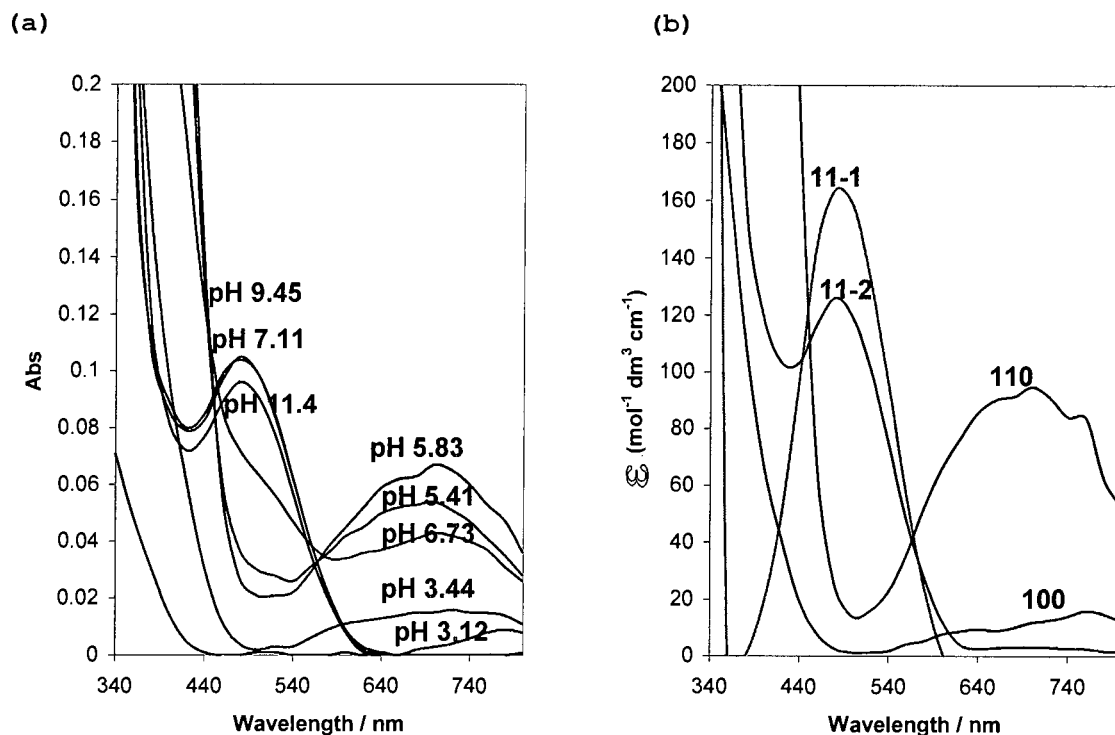 (a)
(b)
0.2
0.18
0.16
0.14
0.12
0.1
0.08
0.06
0.04
0.02
0
Abs
pH 9.45
pH 7.11
pH 11.4
pH 5.83
pH 5.41
pH 6.73
pH 3.44
pH 3.12
340 440 540 640 740
Wavelength / nm
200
180
160
140
120
100
80
60
40
20
0
ℰ (mol⁻¹ dm³ cm⁻¹)
11-1
11-2
110
100
340 440 540 640 740
Wavelength / nm